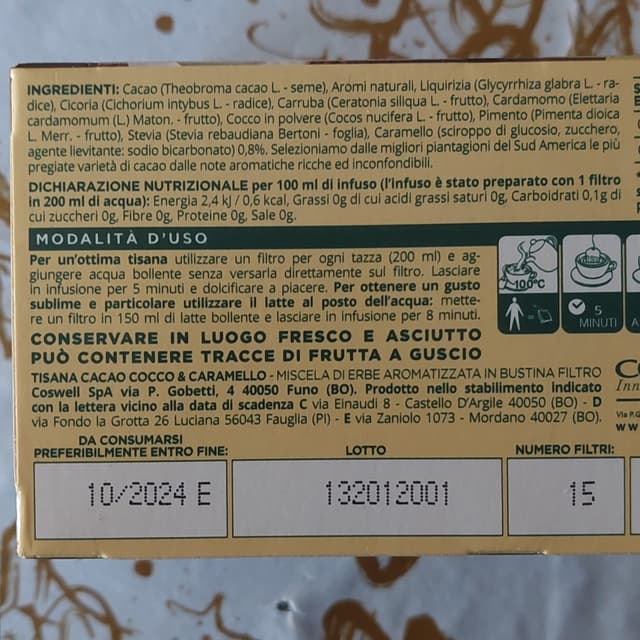 INGREDIENTI: Cacao (Theobroma cacao L. - seme), Aromi naturali, Liquirizia (Glycyrrhiza glabra L. - ra-
dice), Cicoria (Cichorium intybus L. - radice), Carruba (Ceratonia siliqua L. - frutto), Cardamomo (Elettaria
cardamomum (L.) Maton. - frutto), Cocco in polvere (Cocos nucifera L. - frutto), Pimento (Pimenta dioica
L. Merr. - frutto), Stevia (Stevia rebaudiana Bertoni - foglia), Caramello (sciroppo di glucosio, zucchero,
agente lievitante: sodio bicarbonato) 0,8%. Selezioniamo dalle migliori piantagioni del Sud America le più
pregiate varietà di cacao dalle note aromatiche ricche ed inconfondibili.
DICHIARAZIONE NUTRIZIONALE per 100 ml di infuso (l'infuso è stato preparato con 1 filtro
in 200 ml di acqua): Energia 2,4 kJ / 0,6 kcal, Grassi 0g di cui acidi grassi saturi 0g, Carboidrati 0,1g di
cui zuccheri 0g, Fibre 0g, Proteine 0g, Sale 0g.
MODALITÀ D'USO
Per un'ottima tisana utilizzare un filtro per ogni tazza (200 ml) e ag-
giungere acqua bollente senza versarla direttamente sul filtro. Lasciare
in infusione per 5 minuti e dolcificare a piacere. Per ottenere un gusto
sublime e particolare utilizzare il latte al posto dell'acqua: mette-
re un filtro in 150 ml di latte bollente e lasciare in infusione per 8 minuti.
100°C
5
MINUTI
CONSERVARE IN LUOGO FRESCO E ASCIUTTO
PUÒ CONTENERE TRACCE DI FRUTTA A GUSCIO
TISANA CACAO COCCO & CARAMELLO - MISCELA DI ERBE AROMATIZZATA IN BUSTINA FILTRO
Coswell SpA via P. Gobetti, 4 40050 Funo (BO). Prodotto nello stabilimento indicato
con la lettera vicino alla data di scadenza C via Einaudi 8 - Castello D'Argile 40050 (BO) - D
via Fondo la Grotta 26 Luciana 56043 Fauglia (PI) - E via Zaniolo 1073 - Mordano 40027 (BO).
DA CONSUMARSI
PREFERIBILMENTE ENTRO FINE:
LOTTO
NUMERO FILTRI:
10/2024 E
132012001
15